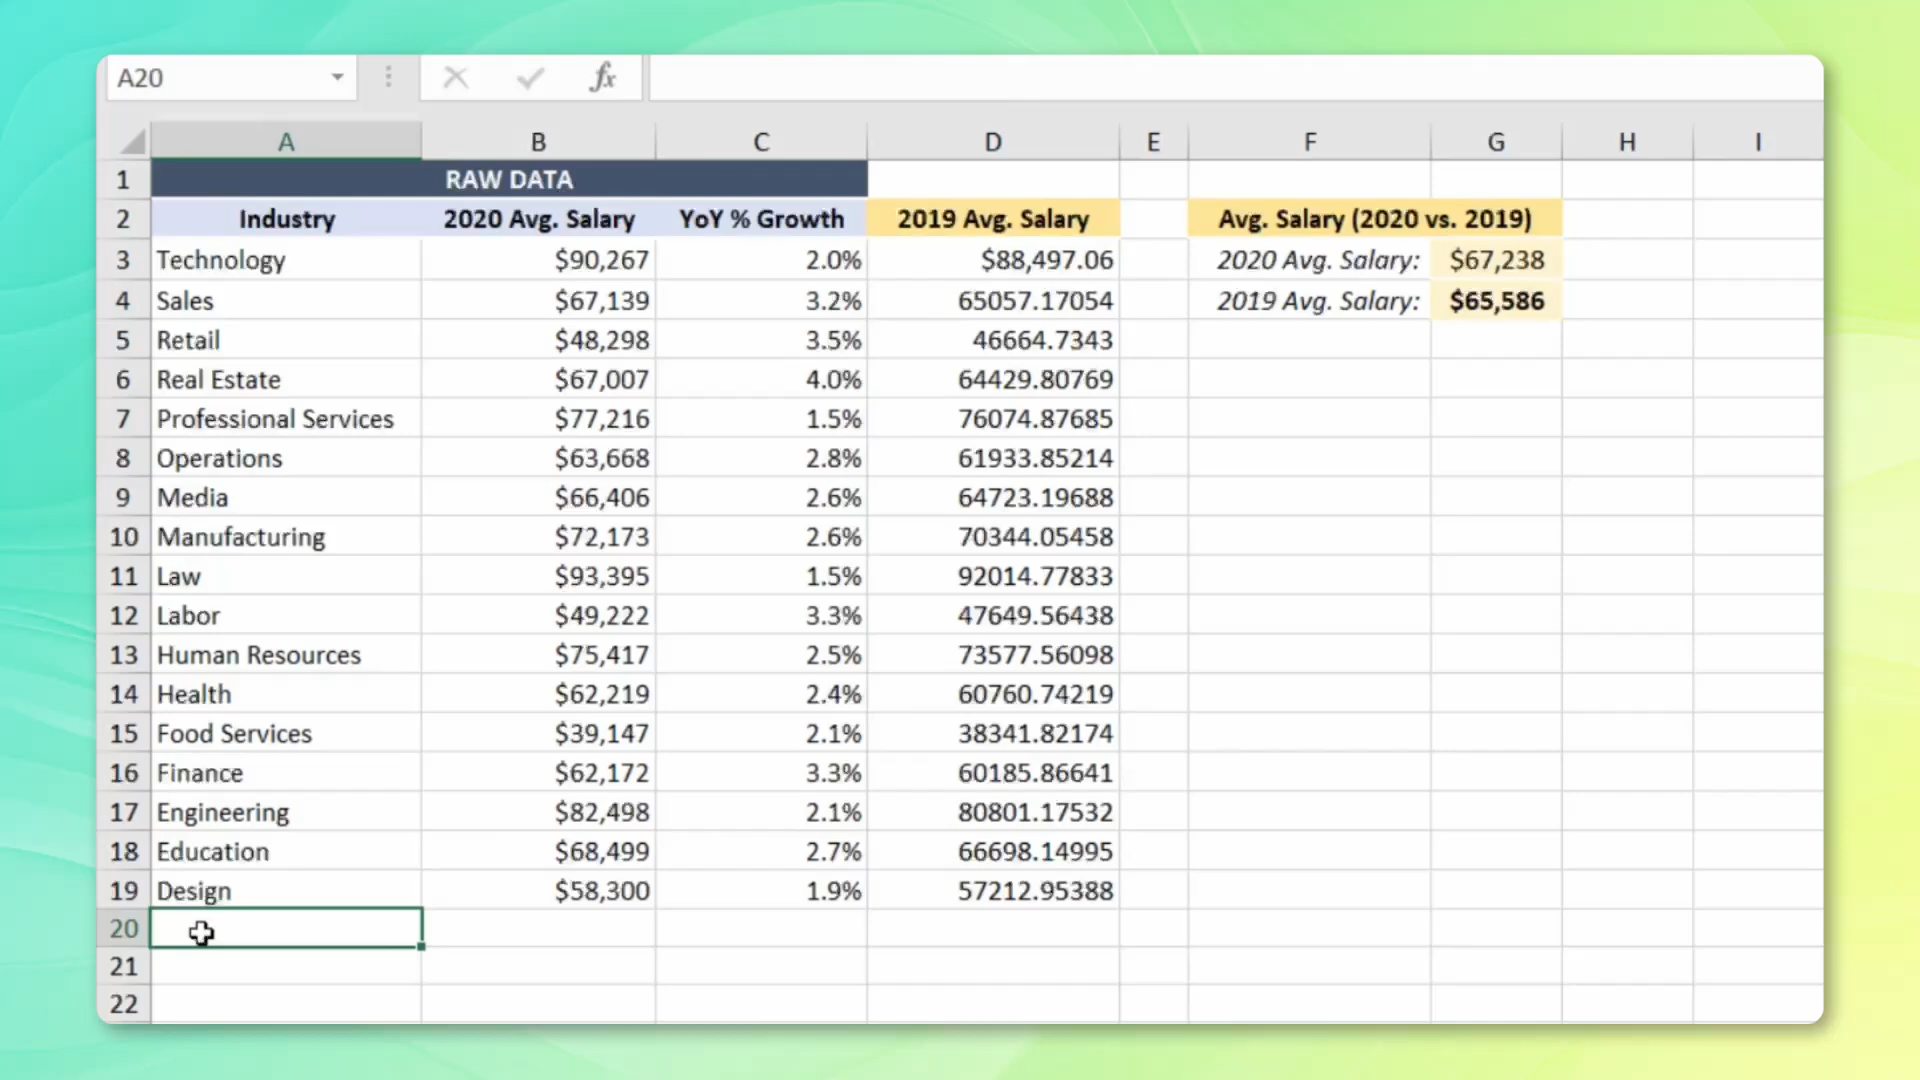 A20 fx
A B C D E F G H I
1 RAW DATA
2 Industry 2020 Avg. Salary YoY % Growth 2019 Avg. Salary Avg. Salary (2020 vs. 2019)
3 Technology $90,267 2.0% $88,497.06 2020 Avg. Salary: $67,238
4 Sales $67,139 3.2% 65057.17054 2019 Avg. Salary: $65,586
5 Retail $48,298 3.5% 46664.7343
6 Real Estate $67,007 4.0% 64429.80769
7 Professional Services $77,216 1.5% 76074.87685
8 Operations $63,668 2.8% 61933.85214
9 Media $66,406 2.6% 64723.19688
10 Manufacturing $72,173 2.6% 70344.05458
11 Law $93,395 1.5% 92014.77833
12 Labor $49,222 3.3% 47649.56438
13 Human Resources $75,417 2.5% 73577.56098
14 Health $62,219 2.4% 60760.74219
15 Food Services $39,147 2.1% 38341.82174
16 Finance $62,172 3.3% 60185.86641
17 Engineering $82,498 2.1% 80801.17532
18 Education $68,499 2.7% 66698.14995
19 Design $58,300 1.9% 57212.95388
20
21
22